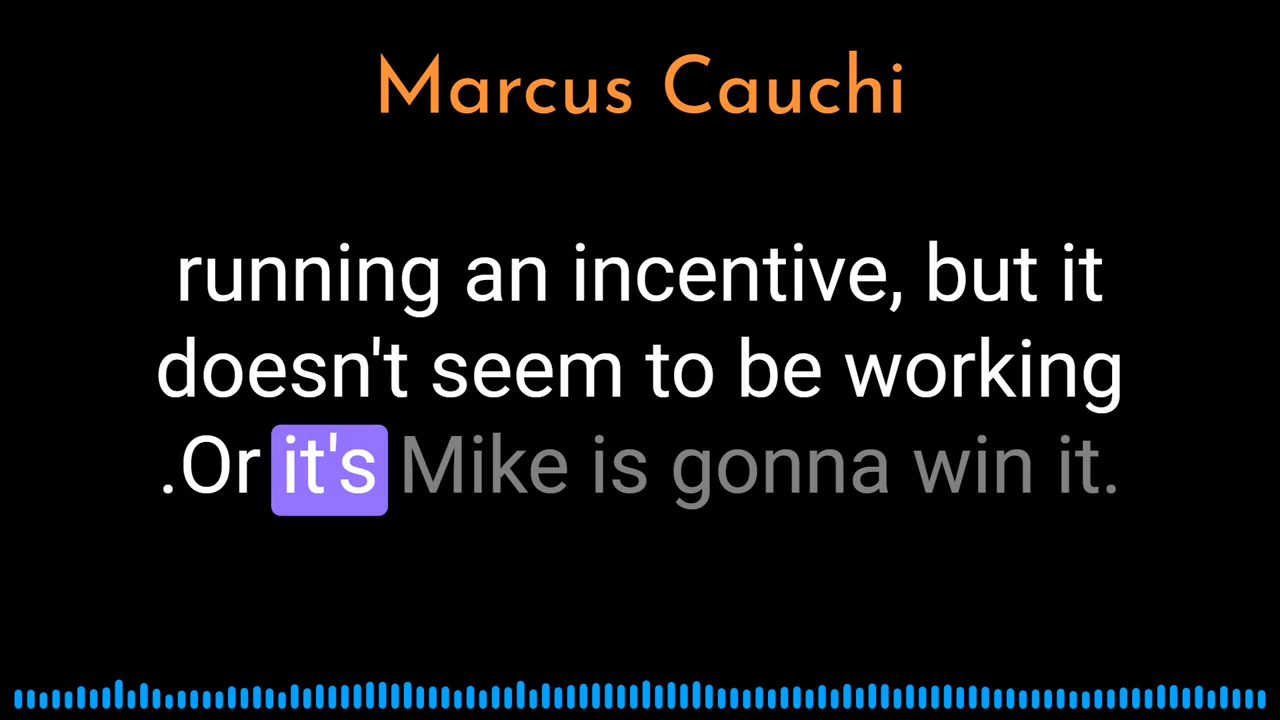 Marcus Cauchi
running an incentive, but it
doesn't seem to be working
.Or it's Mike is gonna win it.